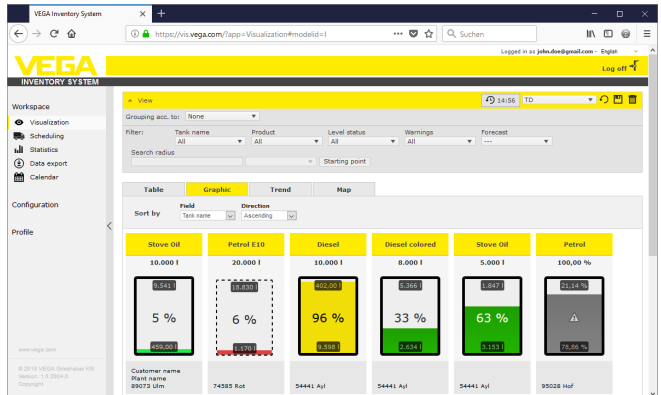 VEGA Inventory System
https://vis.vega.com/?app=Visualization#modelid=l
Suchen
Logged in as john.doe@gmail.com - English
VEGA
INVENTORY SYSTEM
Log off
Workspace
Visualization
Scheduling
Statistics
Data export
Calendar
Configuration
Profile
www.vega.com
© 2019 VEGA Grieshaber KG
Copyright
View
14:56
TD
Grouping acc. to: None
Filter: Tank name Product Level status Warnings Forecast
All All All All ---
Search radius
Starting point
Table Graphic Trend Map
Sort by Field Direction
Tank name Ascending
Stove Oil Petrol E10 Diesel Diesel colored Stove Oil Petrol
10.000 l 20.000 l 10.000 l 8.000 l 5.000 l 100,00 %
9.541 l 18.830 l 402,00 l 5.366 l 1.847 l 21,14 %
5 % 6 % 96 % 33 % 63 %
459,00 l 1.170 l 9.598 l 2.634 l 3.153 l 78,86 %
Customer name
Plant name
89073 Ulm 74585 Rot 54441 Ayl 54441 Ayl 54441 Ayl 95028 Hof